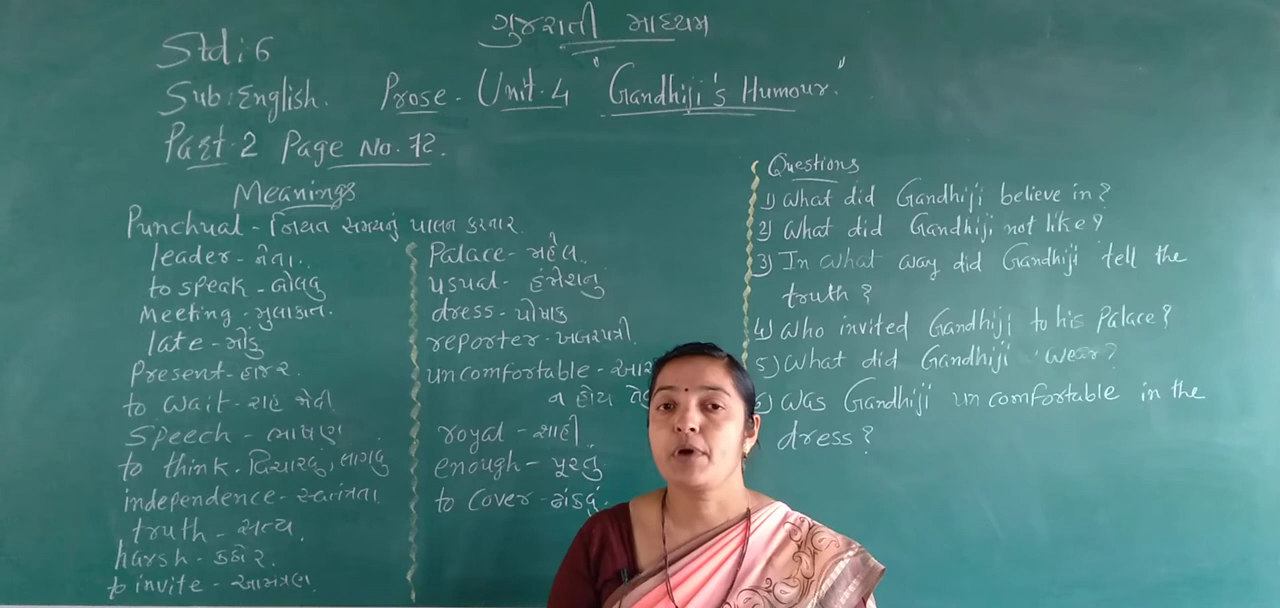 ગુજરાતી માધ્યમ
Std: 6
Sub: English. Prose - Unit. 4 "Gandhiji's Humour."
Part. 2 Page No. 72.
Meanings
Punchual - નિયત સમયનું પાલન કરનાર.
leader - નેતા.
to speak - બોલવું
Meeting - મુલાકાત.
late - મોડું
Present - હાજર.
to wait - રાહ જોવી
Speech - ભાષણ
to think - વિચારવું, લાગવું
independence - સ્વતંત્રતા
truth - સત્ય
harsh - કઠોર.
to invite - આમંત્રણ
Palace - મહેલ.
usual - હંમેશનું
dress - પોષાક
reporter - ખબરપત્રી.
uncomfortable -
ન હોય
royal - શાહી.
enough - પૂરતું
to cover - ઢાંકવું.
Questions
1) What did Gandhiji believe in?
2) What did Gandhiji not like?
3) In what way did Gandhiji tell the
truth?
4) Who invited Gandhiji to his Palace?
5) What did Gandhiji wear?
6) Was Gandhiji uncomfortable in the
dress?